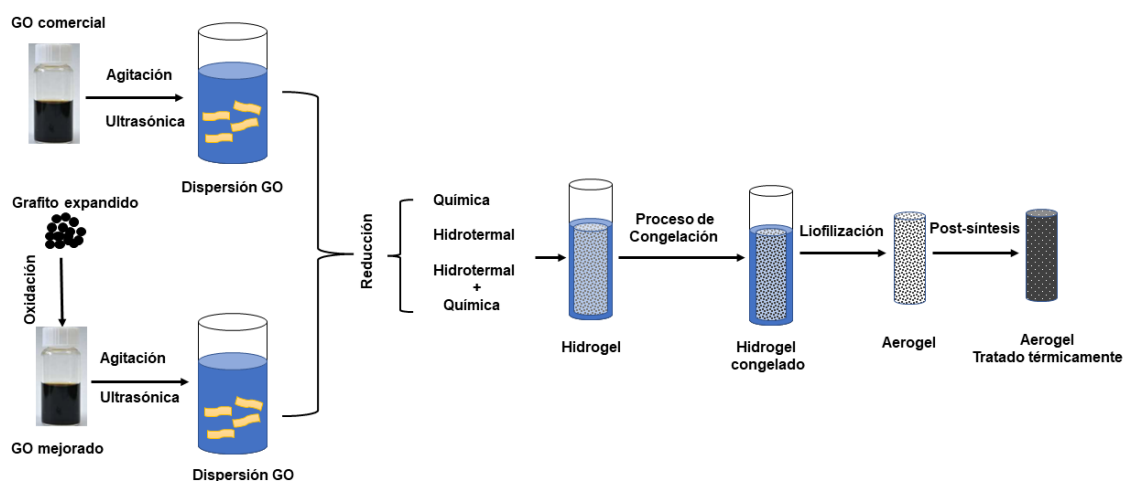 GO comercial
Agitación
Ultrasónica
Dispersión GO
Grafito expandido
Oxidación
GO mejorado
Agitación
Ultrasónica
Dispersión GO
Reducción
Química
Hidrotermal
Hidrotermal
+
Química
Hidrogel
Proceso de
Congelación
Hidrogel
congelado
Liofilización
Aerogel
Post-síntesis
Aerogel
Tratado térmicamente